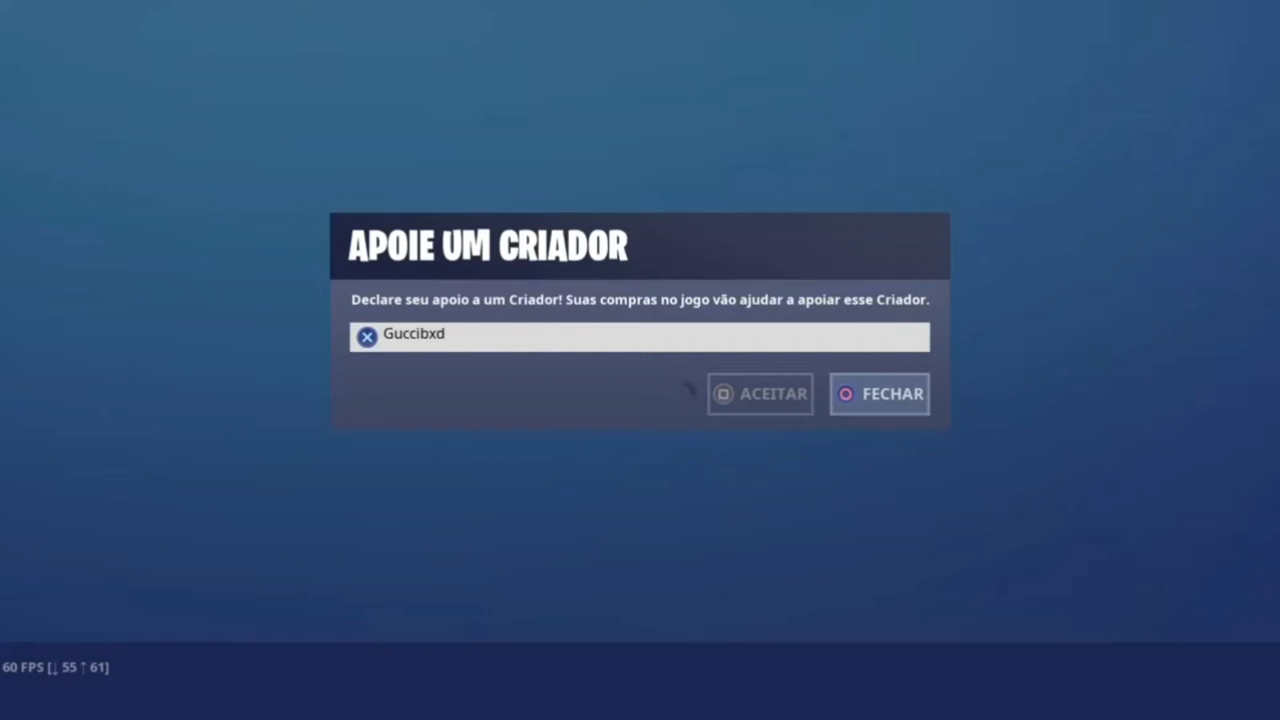 APOIE UM CRIADOR
Declare seu apoio a um Criador! Suas compras no jogo vão ajudar a apoiar esse Criador.
Guccibxd
ACEITAR FECHAR
60 FPS [↓ 55 ↑ 61]